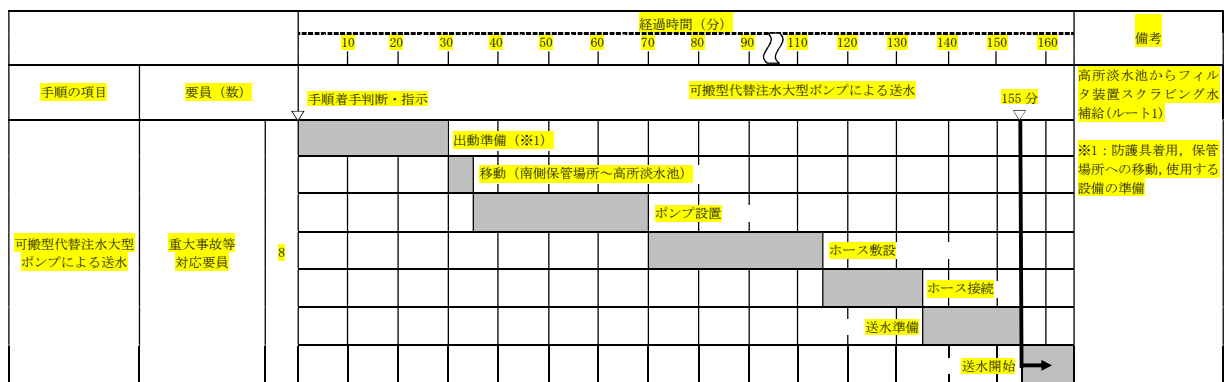 経過時間（分）
備考
10 20 30 40 50 60 70 80 90 110 120 130 140 150 160
手順の項目
要員（数）
手順着手判断・指示
可搬型代替注水大型ポンプによる送水
155 分
高所淡水池からフィル
タ装置スクラビング水
補給(ルート1)
※1：防護具着用，保管
場所への移動,使用する
設備の準備
可搬型代替注水大型
ポンプによる送水
重大事故等
対応要員
8
出動準備（※1）
移動（南側保管場所～高所淡水池）
ポンプ設置
ホース敷設
ホース接続
送水準備
送水開始